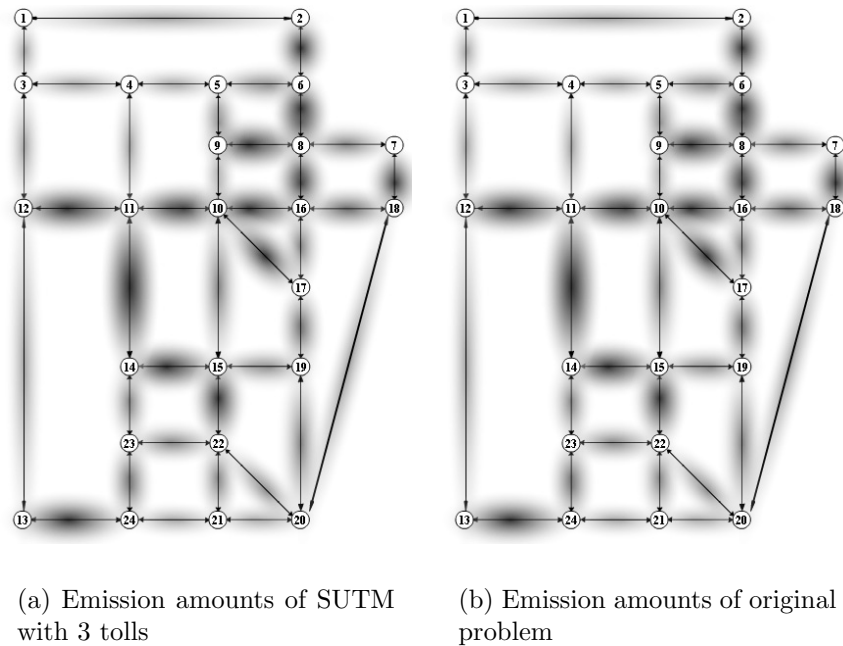 1 2
3 4 5 6
9 8 7
12 11 10 16 18
17
14 15 19
23 22
13 24 21 20
(a) Emission amounts of SUTM
with 3 tolls
1 2
3 4 5 6
9 8 7
12 11 10 16 18
17
14 15 19
23 22
13 24 21 20
(b) Emission amounts of original
problem